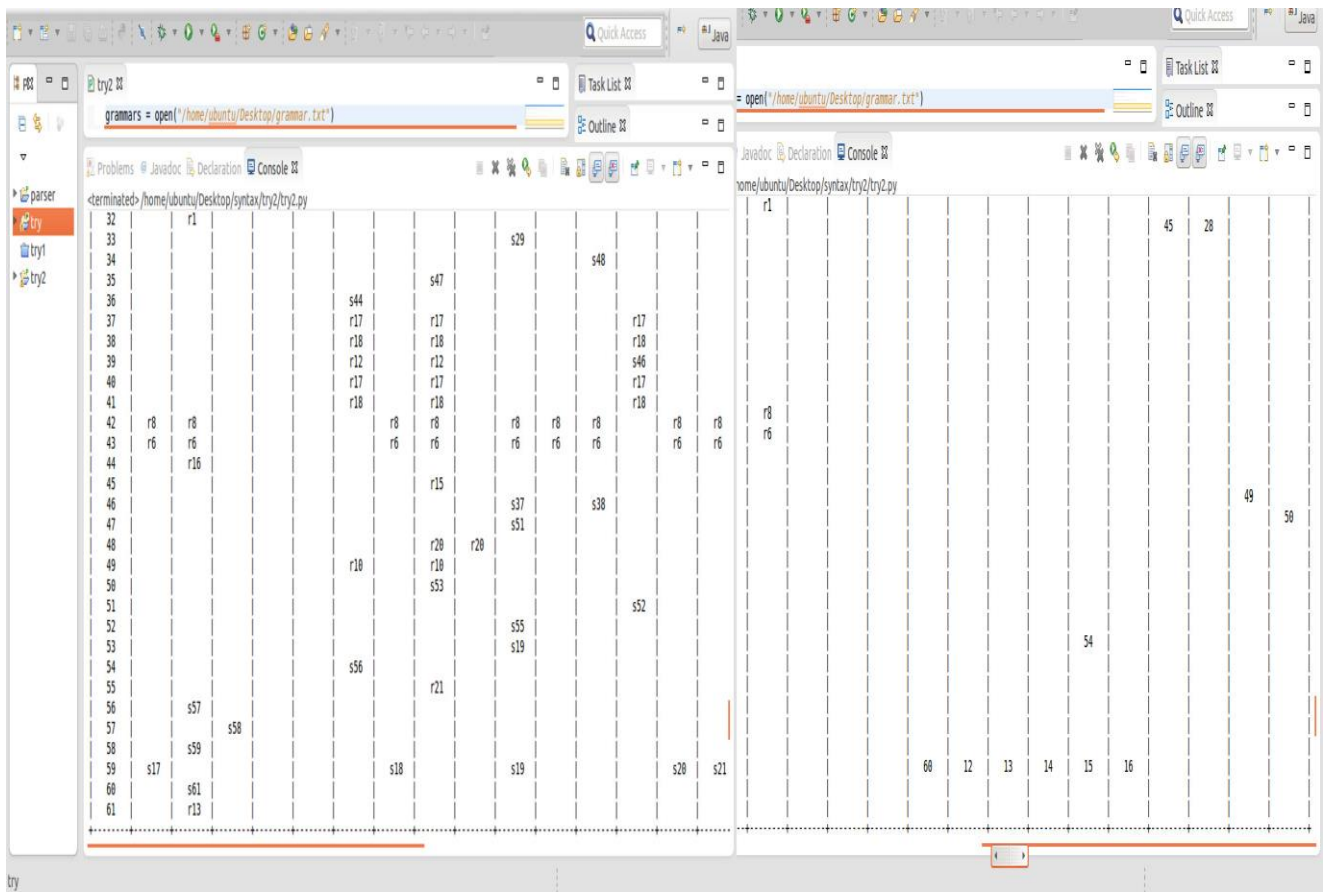 Quick Access
Java
P
try2
Task List
grammars = open("/home/ubuntu/Desktop/grammar.txt")
Outline
Problems Javadoc Declaration Console
<terminated> /home/ubuntu/Desktop/syntax/try2/try2.py
parser
try
try1
try2
32 r1
33 s29
34 s48
35 s47
36 s44
37 r17 r17 r17
38 r18 r18 r18
39 r12 r12 s46
40 r17 r17 r17
41 r18 r18 r18
42 r8 r8 r8 r8 r8 r8 r8 r8 r8
43 r6 r6 r6 r6 r6 r6 r6 r6 r6
44 r16
45 r15
46 s37 s38
47 s51
48 r20 r20
49 r10 r10
50 s53
51 s52
52 s55
53 s19
54 s56
55 r21
56 s57
57 s58
58 s59
59 s17 s18 s19 s20 s21
60 s61
61 r13
try
Quick Access
Java
Task List
= open("/home/ubuntu/Desktop/grammar.txt")
Outline
Javadoc Declaration Console
home/ubuntu/Desktop/syntax/try2/try2.py
r1
45 28
r8
r6
49
50
54
60 12 13 14 15 16